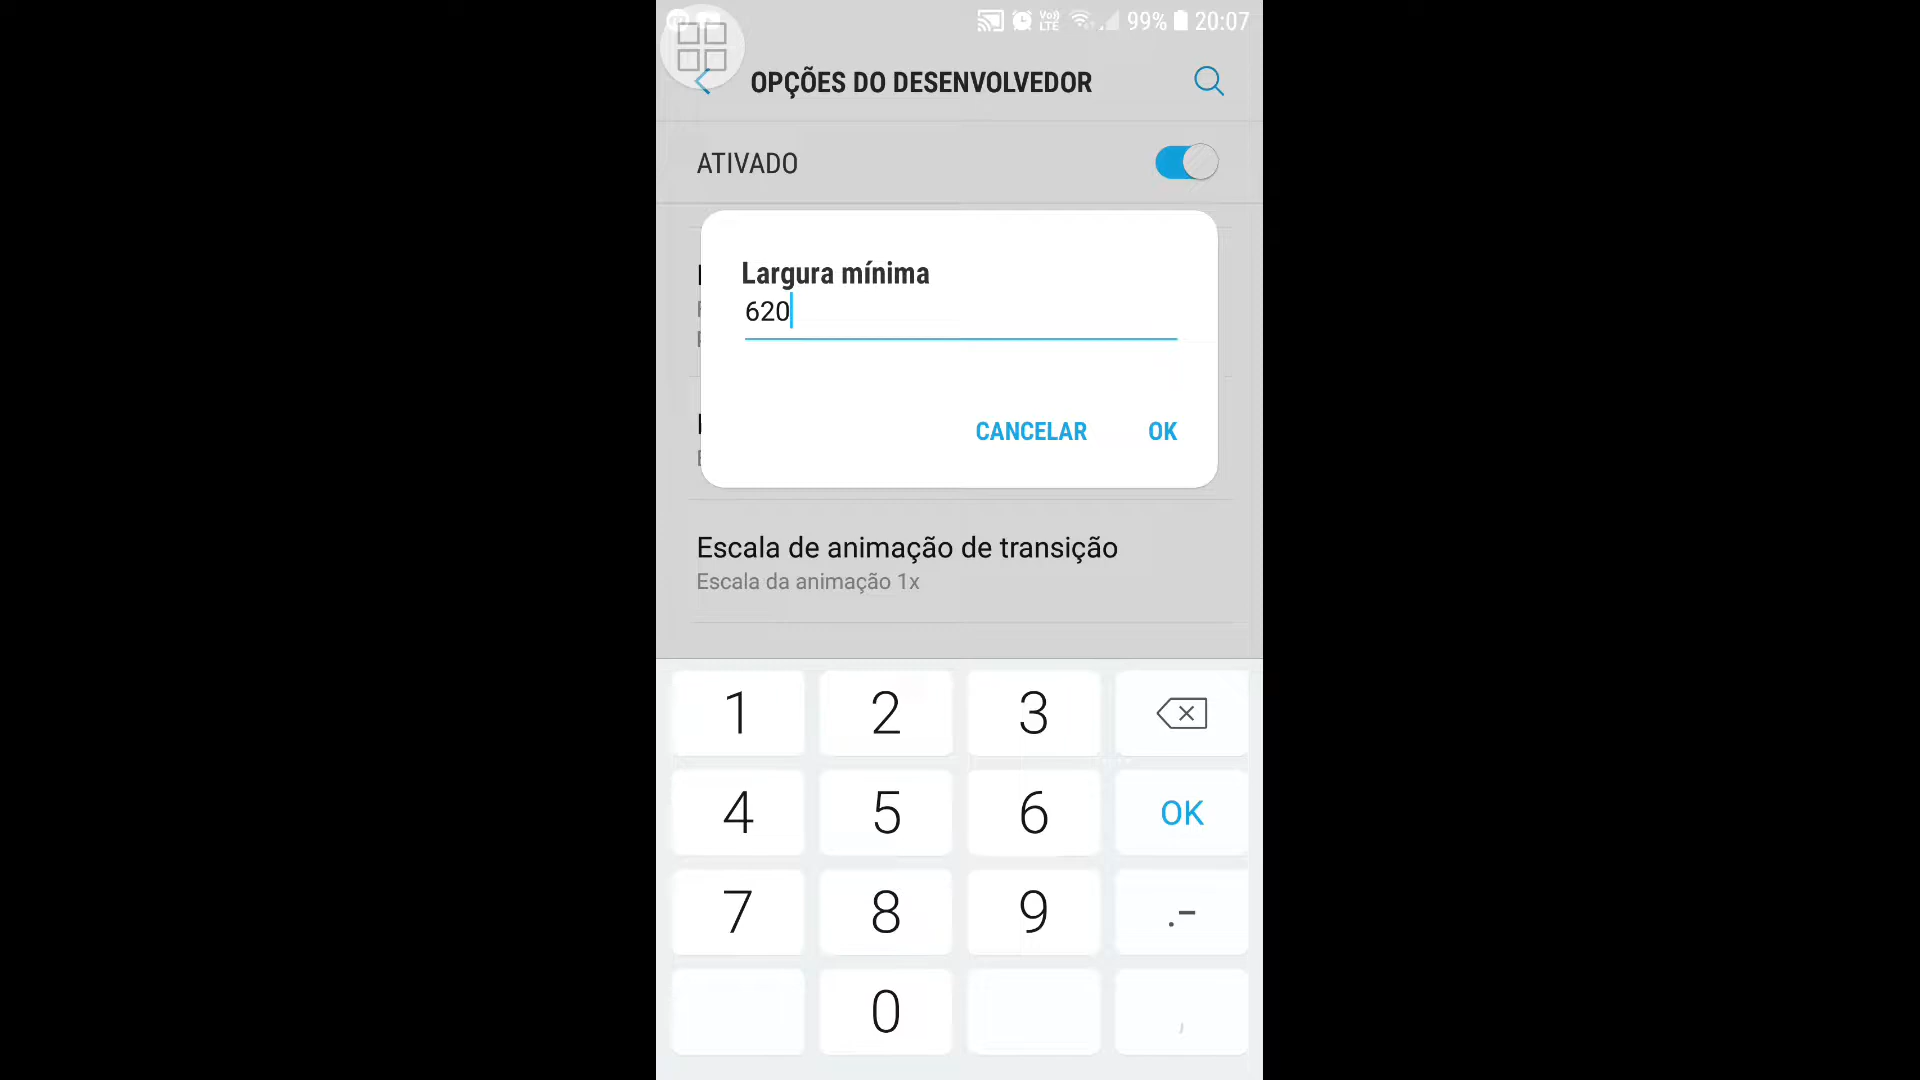 99% 20:07
OPÇÕES DO DESENVOLVEDOR
ATIVADO
Largura mínima
620
CANCELAR OK
Escala de animação de transição
Escala da animação 1x
1 2 3
4 5 6 OK
7 8 9 .-
0 ,